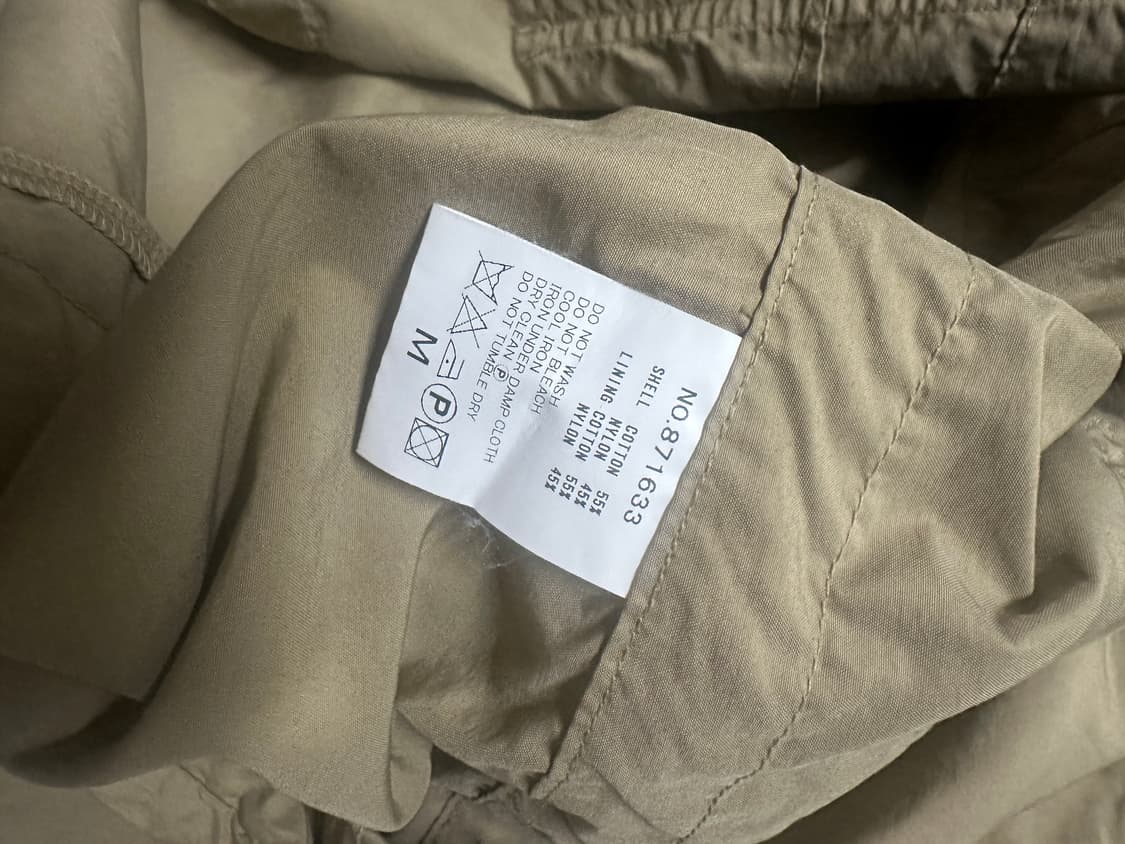 NO.871633
SHELL COTTON 55%
NYLON 45%
LINING COTTON 55%
NYLON 45%
DO NOT WASH
DO NOT BLEACH
COOL IRON
IRON UNDER DAMP CLOTH
DRY CLEAN Ⓟ
DO NOT TUMBLE DRY
P
M